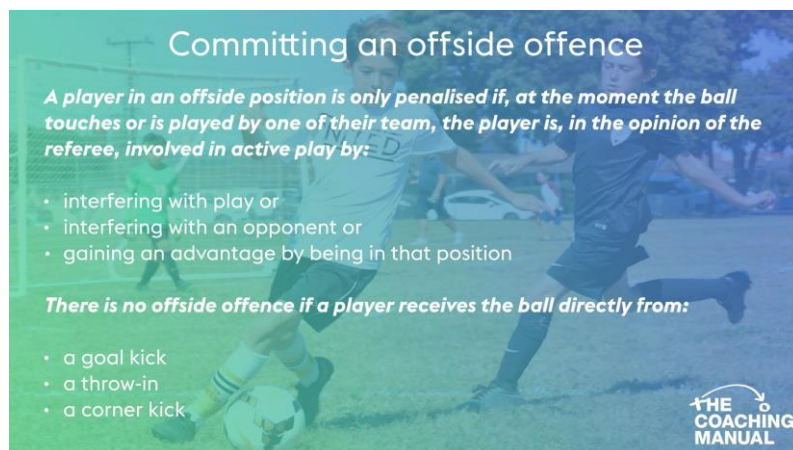 Committing an offside offence
A player in an offside position is only penalised if, at the moment the ball
touches or is played by one of their team, the player is, in the opinion of the
referee, involved in active play by:
• interfering with play or
• interfering with an opponent or
• gaining an advantage by being in that position
There is no offside offence if a player receives the ball directly from:
• a goal kick
• a throw-in
• a corner kick
UNITED
THE
COACHING
MANUAL